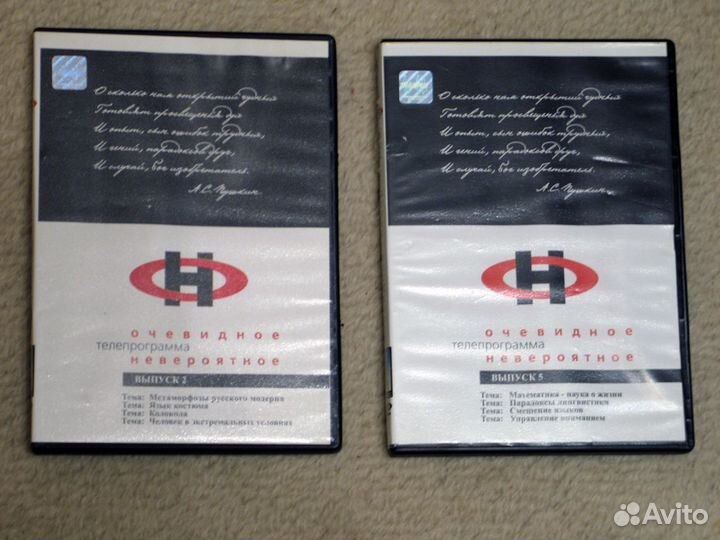 О сколько нам открытий чудных
Готовят просвещенья дух
И опыт, сын ошибок трудных,
И гений, парадоксов друг,
И случай, бог изобретатель.
А.С. Пушкин
Н
очевидное
телепрограмма
невероятное
ВЫПУСК 2
Тема: Метаморфозы русского модерна
Тема: Язык костюма
Тема: Колокола
Тема: Человек в экстремальных условиях
О сколько нам открытий чудных
Готовят просвещенья дух
И опыт, сын ошибок трудных,
И гений, парадоксов друг,
И случай, бог изобретатель.
А.С. Пушкин
Н
очевидное
телепрограмма
невероятное
ВЫПУСК 5
Тема: Математика - наука о жизни
Тема: Парадоксы лингвистики
Тема: Смешение языков
Тема: Управление вниманием
Avito